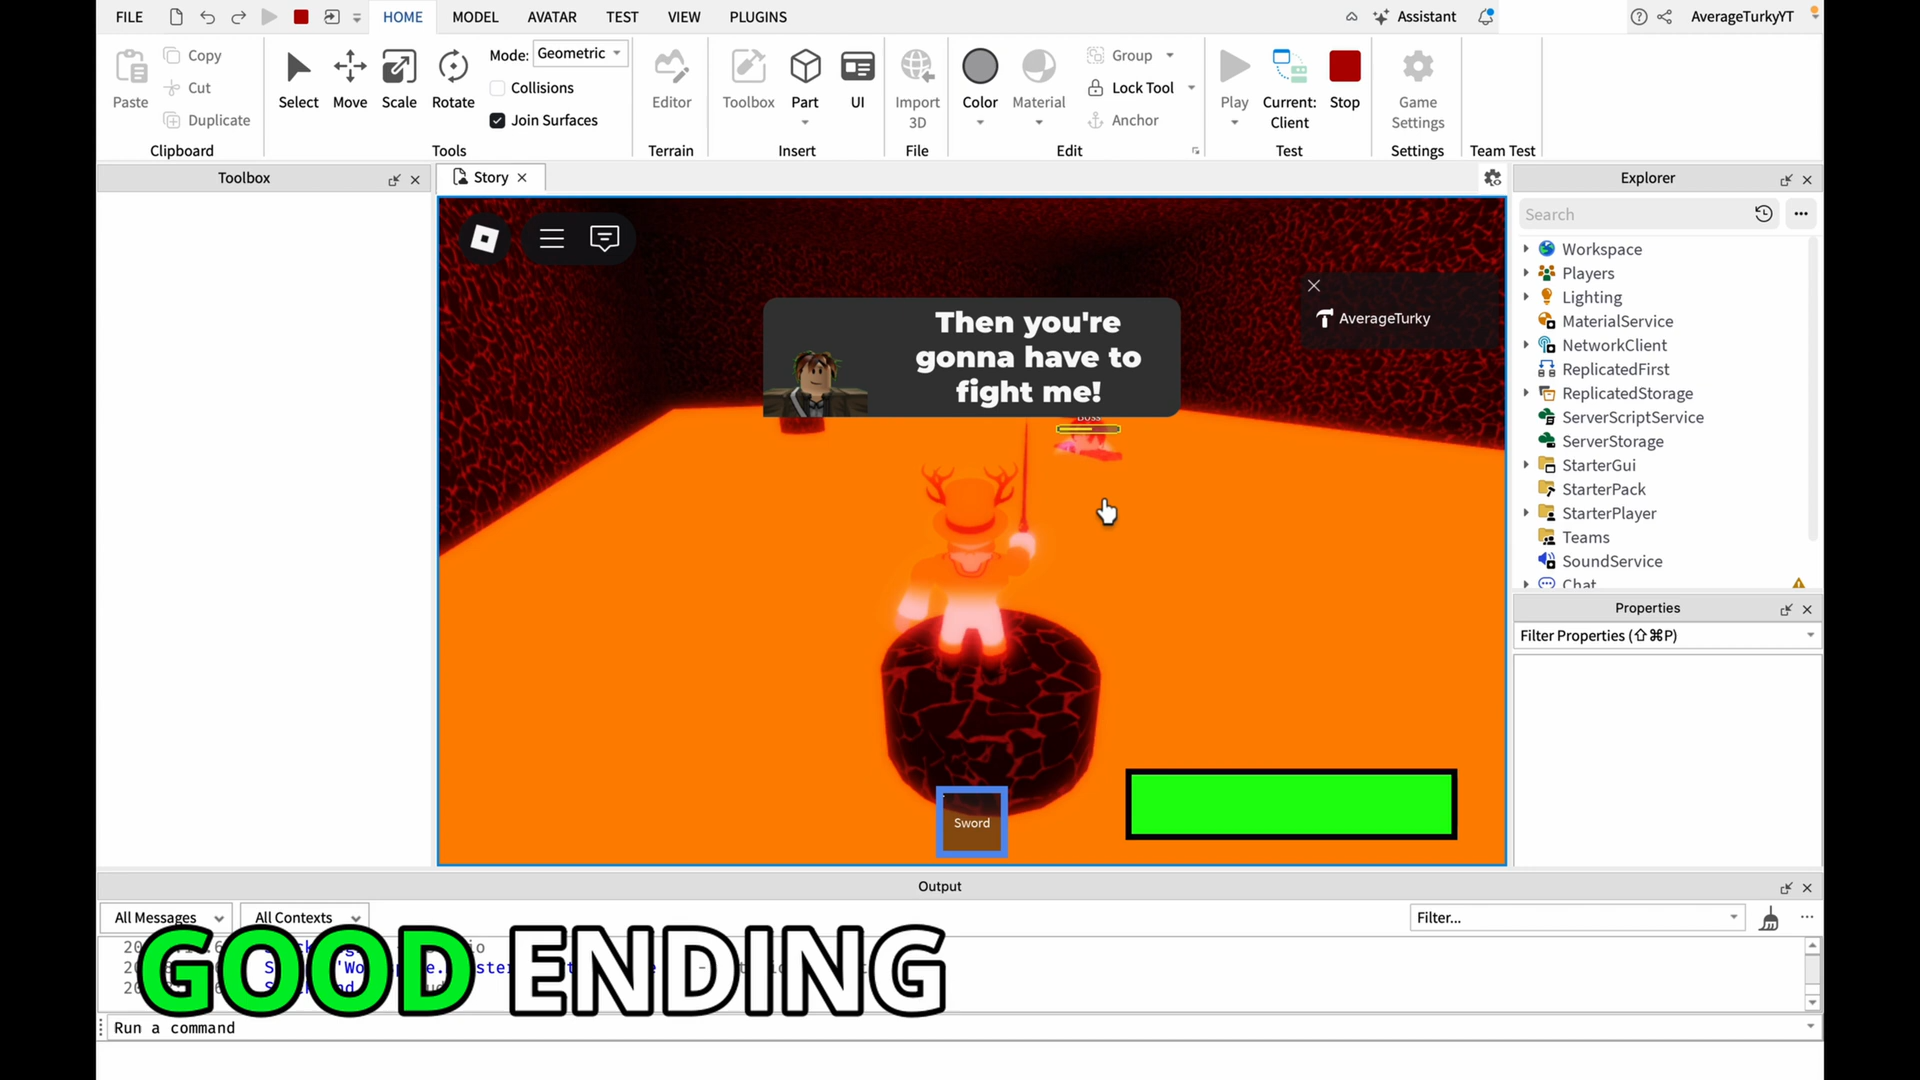 FILE HOME MODEL AVATAR TEST VIEW PLUGINS Assistant AverageTurkyYT
Paste Copy Cut Duplicate
Clipboard
Select Move Scale Rotate
Mode: Geometric
Collisions
Join Surfaces
Tools
Editor
Terrain
Toolbox Part UI
Insert
Import
3D
File
Color Material
Group
Lock Tool
Anchor
Edit
Play Current:
Client Stop
Test
Game
Settings
Settings
Team Test
Toolbox
Story
Then you're
gonna have to
fight me!
AverageTurky
Boss
Sword
Explorer
Search
Workspace
Players
Lighting
MaterialService
NetworkClient
ReplicatedFirst
ReplicatedStorage
ServerScriptService
ServerStorage
StarterGui
StarterPack
StarterPlayer
Teams
SoundService
Chat
Properties
Filter Properties (⇧⌘P)
Output
All Messages All Contexts Filter...
GOOD ENDING
Run a command